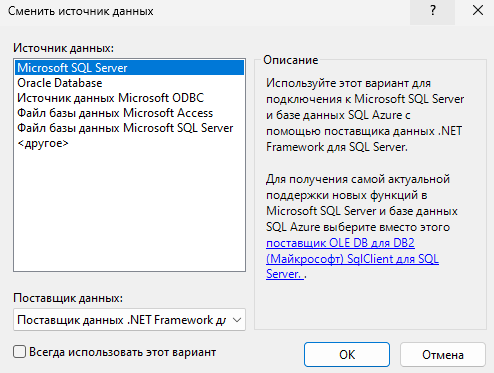 Сменить источник данных
?
Источник данных:
Microsoft SQL Server
Oracle Database
Источник данных Microsoft ODBC
Файл базы данных Microsoft Access
Файл базы данных Microsoft SQL Server
<другое>
Описание
Используйте этот вариант для
подключения к Microsoft SQL Server
и базе данных SQL Azure с
помощью поставщика данных .NET
Framework для SQL Server.
Для получения самой актуальной
поддержки новых функций в
Microsoft SQL Server и базе данных
SQL Azure выберите вместо этого
поставщик OLE DB для DB2
(Майкрософт) SqlClient для SQL
Server. .
Поставщик данных:
Поставщик данных .NET Framework дл
Всегда использовать этот вариант
ОК
Отмена